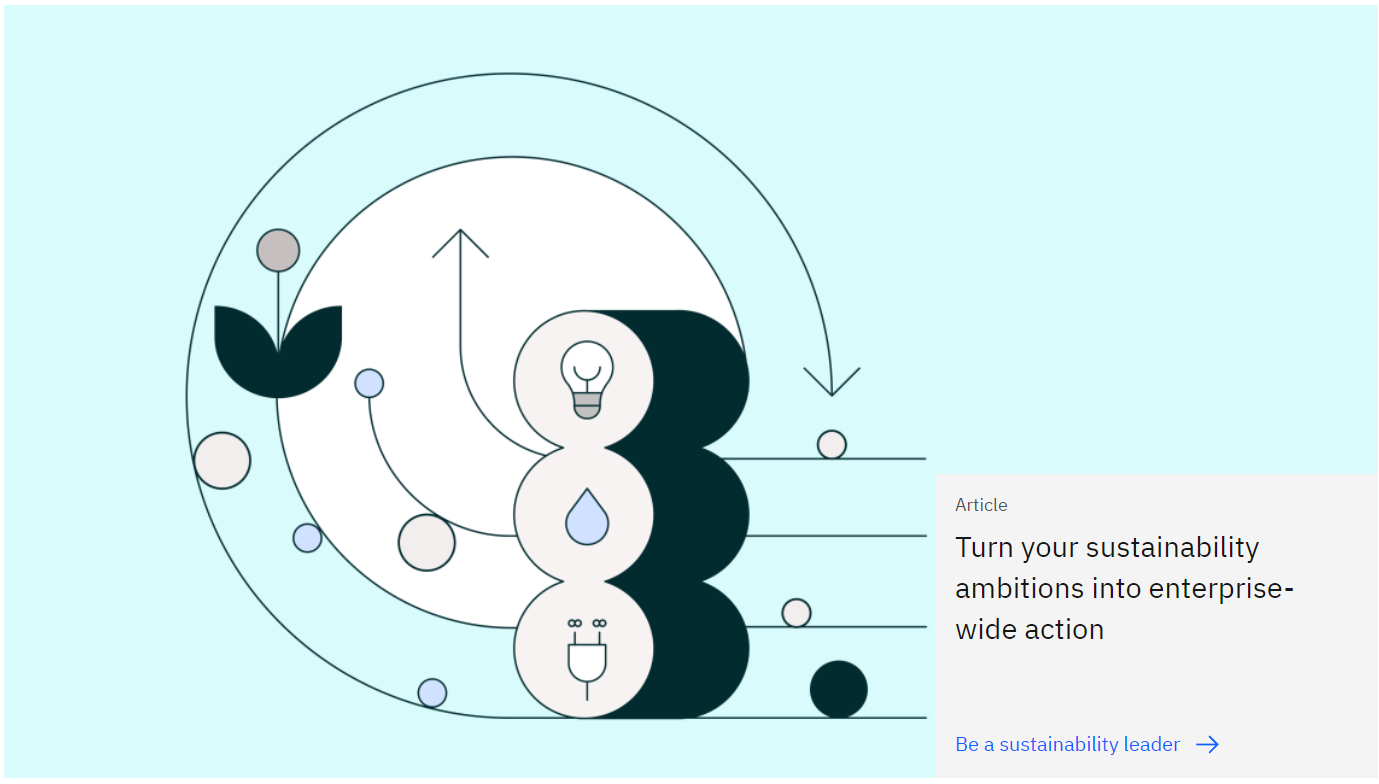 Article
Turn your sustainability
ambitions into enterprise-
wide action
Be a sustainability leader